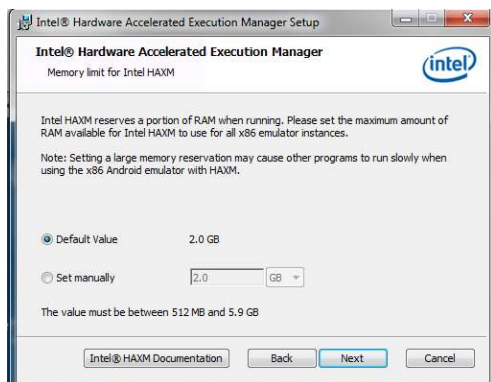 Intel® Hardware Accelerated Execution Manager Setup
Intel® Hardware Accelerated Execution Manager
Memory limit for Intel HAXM
intel
Intel HAXM reserves a portion of RAM when running. Please set the maximum amount of
RAM available for Intel HAXM to use for all x86 emulator instances.
Note: Setting a large memory reservation may cause other programs to run slowly when
using the x86 Android emulator with HAXM.
Default Value 2.0 GB
Set manually 2.0 GB
The value must be between 512 MB and 5.9 GB
Intel® HAXM Documentation Back Next Cancel